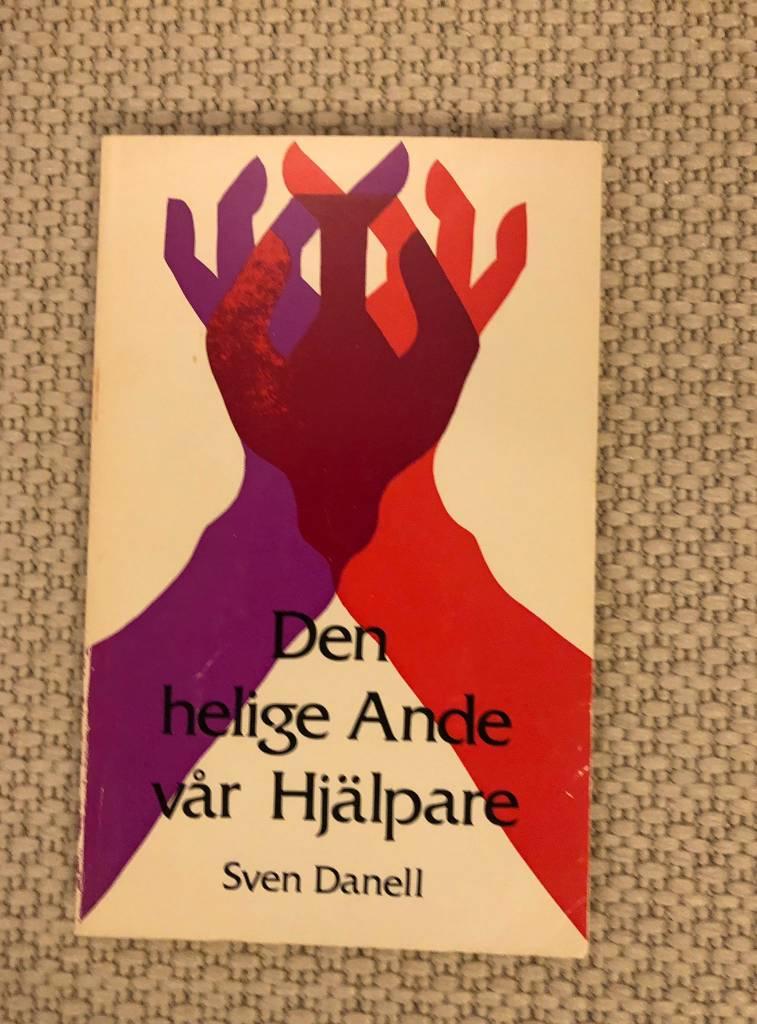 Den
helige Ande
vår Hjälpare
Sven Danell